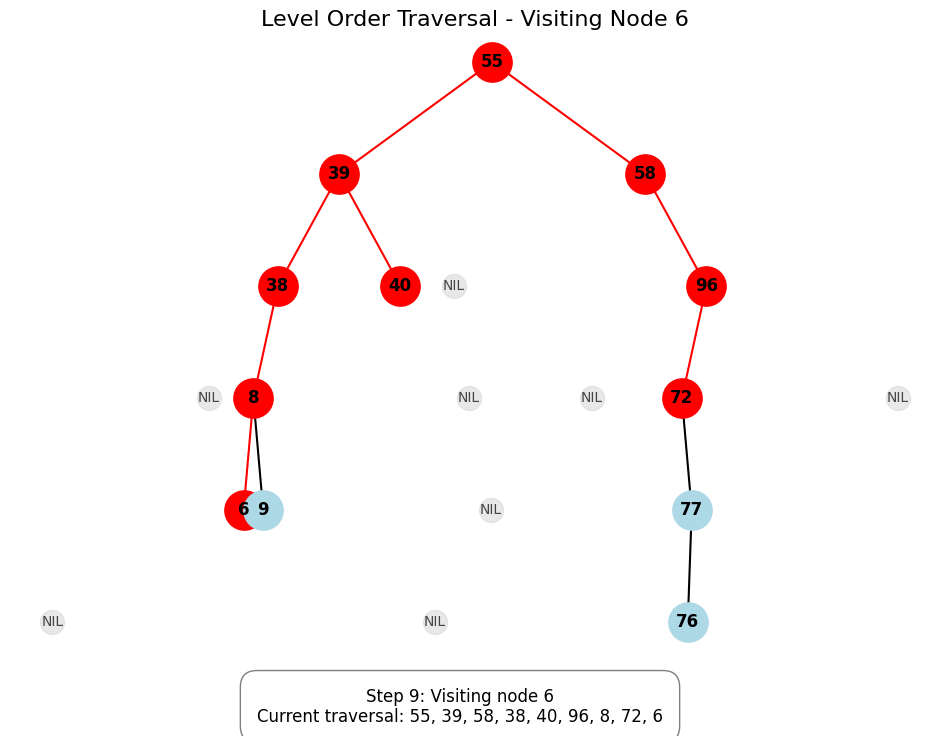 Level Order Traversal - Visiting Node 6
55
39
58
38
40
NIL
96
NIL
8
NIL
NIL
72
NIL
6
9
NIL
77
NIL
NIL
76
Step 9: Visiting node 6
Current traversal: 55, 39, 58, 38, 40, 96, 8, 72, 6